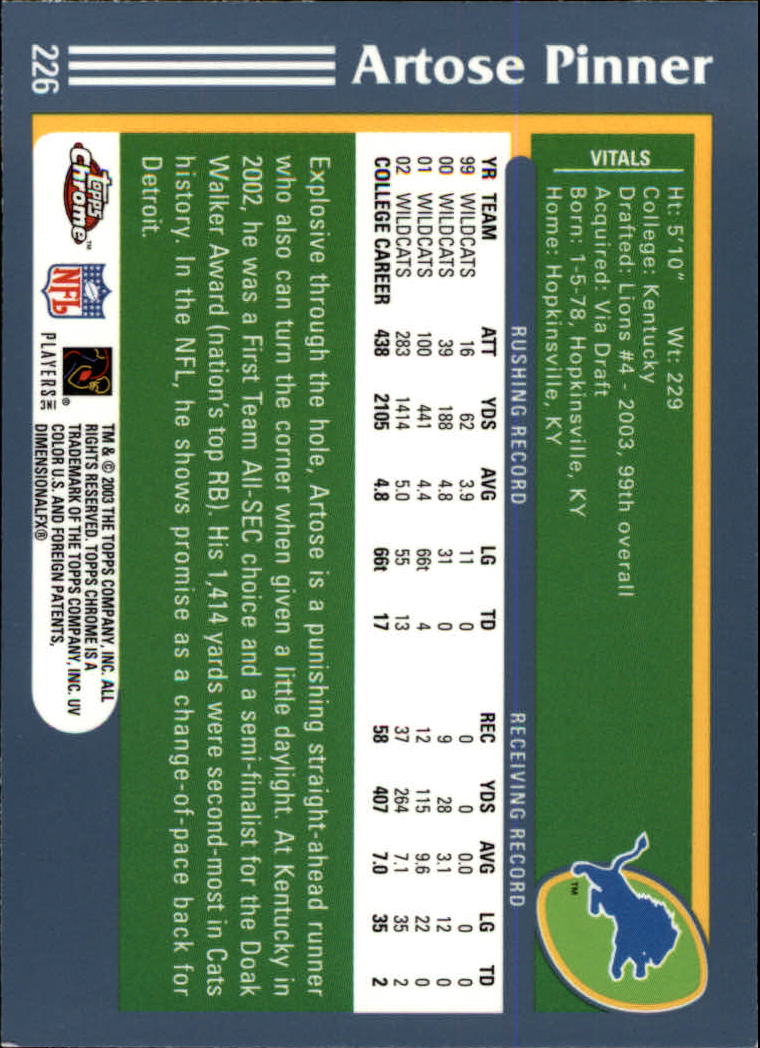 226 Artose Pinner
VITALS
Ht: 5'10" Wt: 229
College: Kentucky
Drafted: Lions #4 - 2003, 99th overall
Acquired: Via Draft
Born: 1-5-78, Hopkinsville, KY
Home: Hopkinsville, KY
TM
RUSHING RECORD RECEIVING RECORD
YR TEAM ATT YDS AVG LG TD REC YDS AVG LG TD
99 WILDCATS 16 62 3.9 11 0 0 0 0.0 0 0
00 WILDCATS 39 188 4.8 31 0 9 28 3.1 12 0
01 WILDCATS 100 441 4.4 66t 4 12 115 9.6 22 0
02 WILDCATS 283 1414 5.0 55 13 37 264 7.1 35 2
COLLEGE CAREER 438 2105 4.8 66t 17 58 407 7.0 35 2
Explosive through the hole, Artose is a punishing straight-ahead runner
who also can turn the corner when given a little daylight. At Kentucky in
2002, he was a First Team All-SEC choice and a semi-finalist for the Doak
Walker Award (nation's top RB). His 1,414 yards were second-most in Cats
history. In the NFL, he shows promise as a change-of-pace back for
Detroit.
Topps Chrome™
NFL
PLAYERS INC ®
TM & © 2003 THE TOPPS COMPANY, INC. ALL
RIGHTS RESERVED. TOPPS CHROME IS A
TRADEMARK OF THE TOPPS COMPANY, INC. UV
COLOR U.S. AND FOREIGN PATENTS,
DIMENSIONALFX®